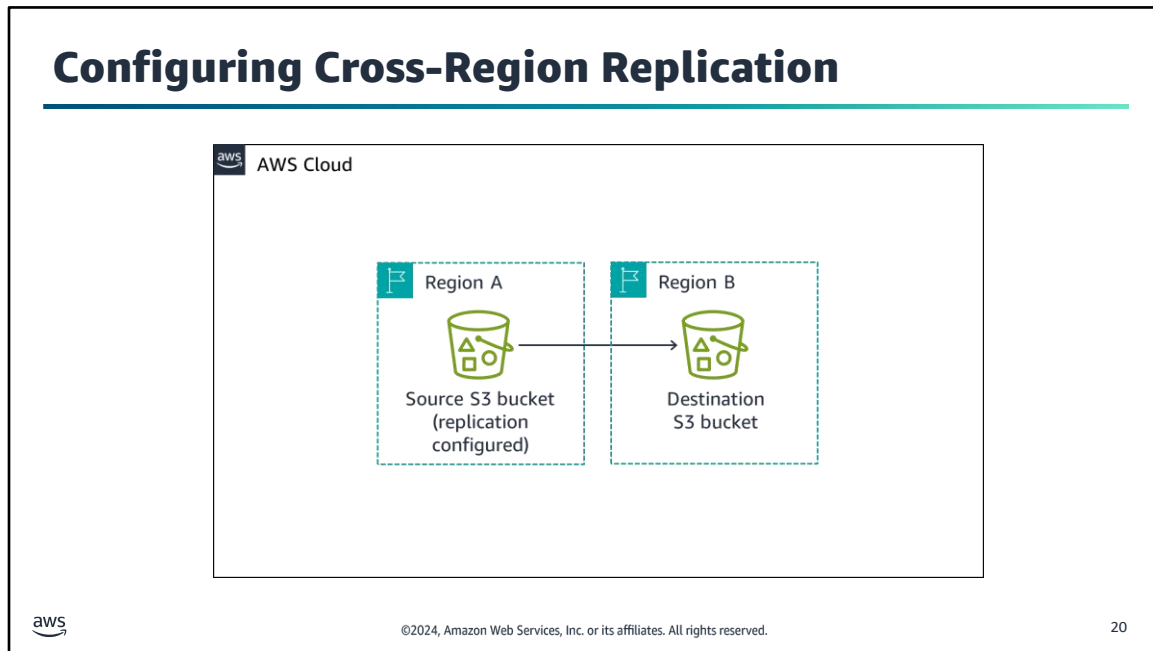 Configuring Cross-Region Replication
aws
AWS Cloud
Region A
Region B
Source S3 bucket
(replication
configured)
Destination
S3 bucket
aws
©2024, Amazon Web Services, Inc. or its affiliates. All rights reserved.
20